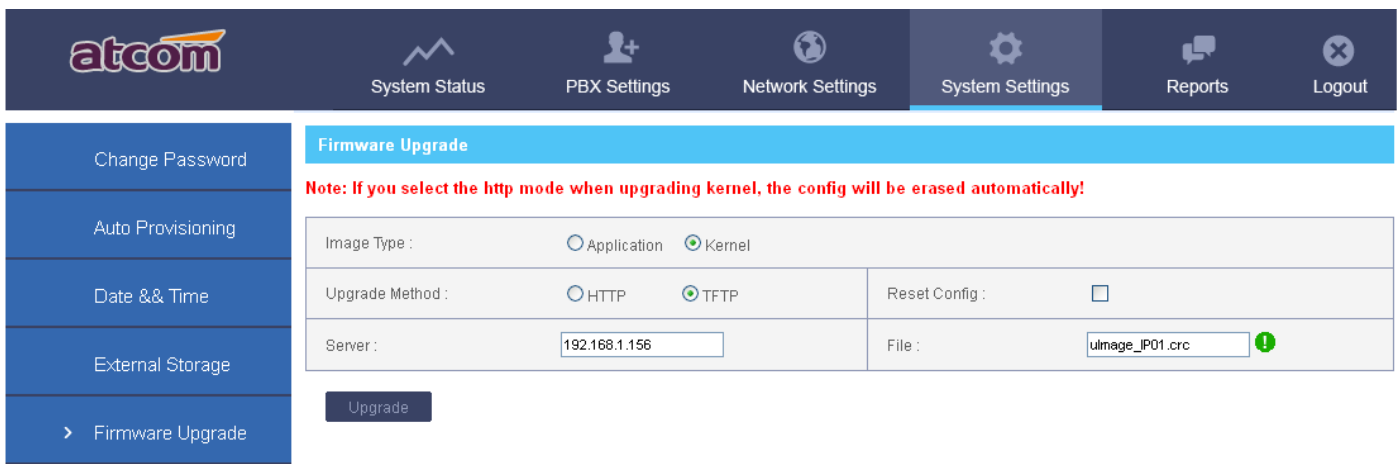 atcom
System Status PBX Settings Network Settings System Settings Reports Logout
Change Password
Auto Provisioning
Date && Time
External Storage
> Firmware Upgrade
Firmware Upgrade
Note: If you select the http mode when upgrading kernel, the config will be erased automatically!
Image Type : Application Kernel
Upgrade Method : HTTP TFTP Reset Config :
Server : 192.168.1.156 File : uImage_IP01.crc !
Upgrade